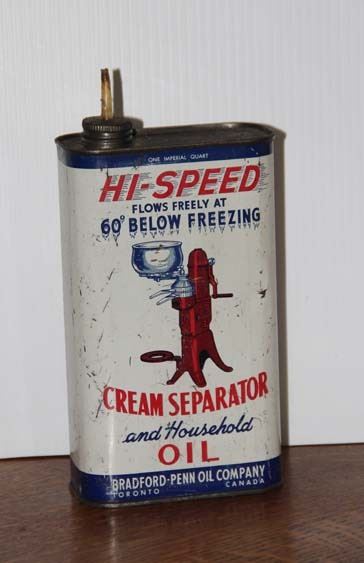 ONE IMPERIAL QUART
HI-SPEED
FLOWS FREELY AT
60° BELOW FREEZING
CREAM SEPARATOR
and Household
OIL
BRADFORD-PENN OIL COMPANY
TORONTO CANADA